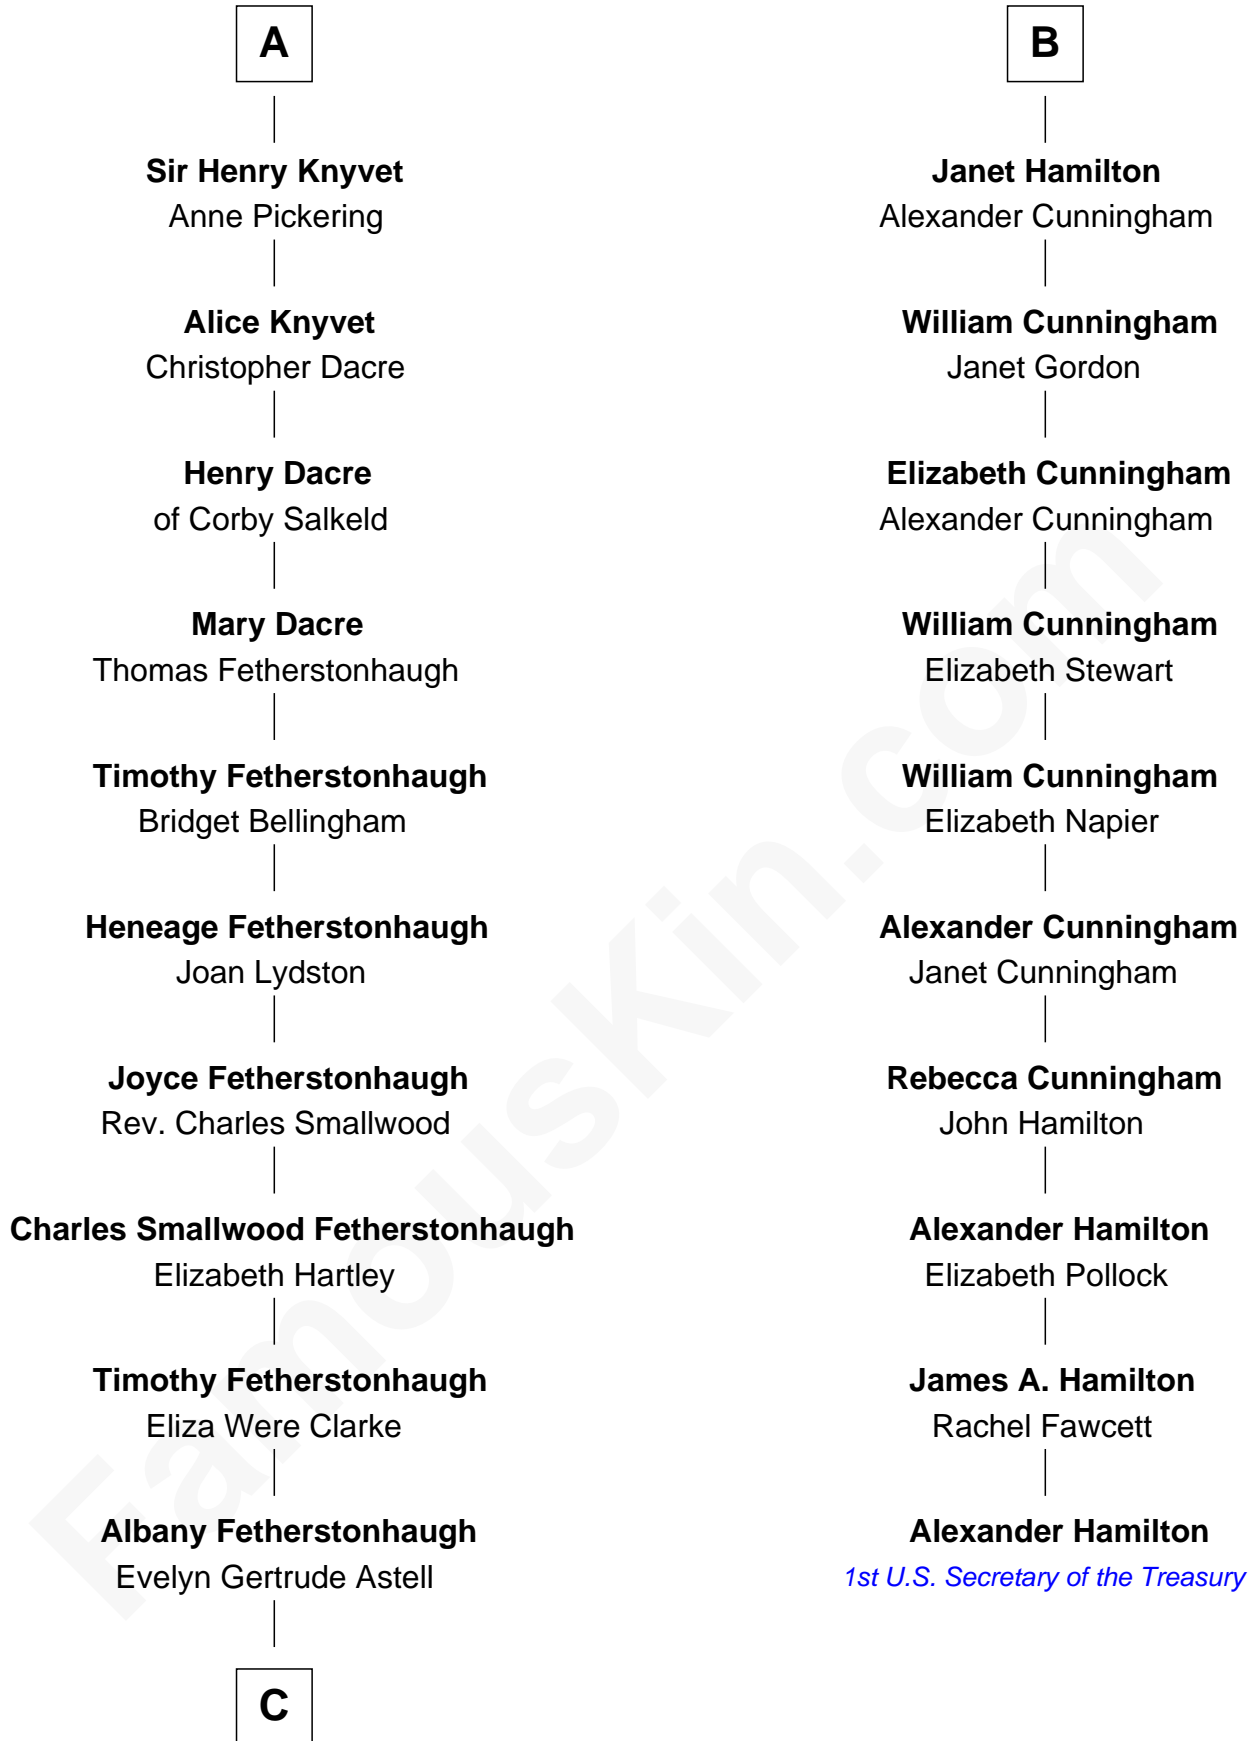 A
Sir Henry Knyvet
Anne Pickering
Alice Knyvet
Christopher Dacre
Henry Dacre
of Corby Salkeld
Mary Dacre
Thomas Fetherstonhaugh
Timothy Fetherstonhaugh
Bridget Bellingham
Heneage Fetherstonhaugh
Joan Lydston
Joyce Fetherstonhaugh
Rev. Charles Smallwood
Charles Smallwood Fetherstonhaugh
Elizabeth Hartley
Timothy Fetherstonhaugh
Eliza Were Clarke
Albany Fetherstonhaugh
Evelyn Gertrude Astell
C
B
Janet Hamilton
Alexander Cunningham
William Cunningham
Janet Gordon
Elizabeth Cunningham
Alexander Cunningham
William Cunningham
Elizabeth Stewart
William Cunningham
Elizabeth Napier
Alexander Cunningham
Janet Cunningham
Rebecca Cunningham
John Hamilton
Alexander Hamilton
Elizabeth Pollock
James A. Hamilton
Rachel Fawcett
Alexander Hamilton
1st U.S. Secretary of the Treasury
FamousKin.com